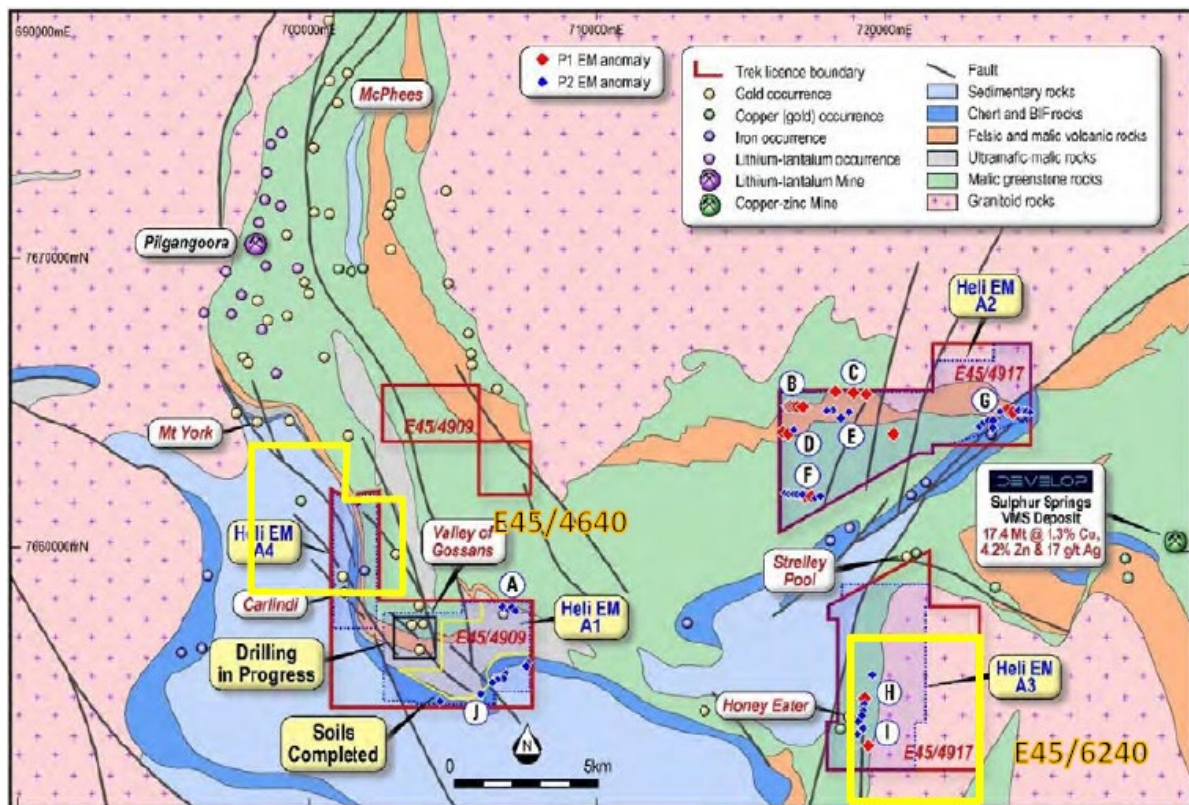 690000mE
700000mE
710000mE
720000mE
P1 EM anomaly
P2 EM anomaly
Trek licence boundary
Gold occurrence
Copper (gold) occurrence
Iron occurrence
Lithium-tantalum occurrence
Lithium-tantalum Mine
Copper-zinc Mine
Fault
Sedimentary rocks
Chert and BIF rocks
Felsic and mafic volcanic rocks
Ultramafic-mafic rocks
Mafic greenstone rocks
Granitoid rocks
McPhees
Pilgangoora
7670000mN
Heli EM
A2
E45/4917
B
C
G
D
E
F
Mt York
E45/4909
E45/4640
DEVELOP
Sulphur Springs
VMS Deposit
17.4 Mt @ 1.3% Cu,
4.2% Zn & 17 g/t Ag
7660000mN
Heli EM
A4
Valley of
Gossans
Strelley
Pool
Carlindi
A
E45/4909
Heli EM
A1
Drilling
in Progress
J
Soils
Completed
N
0
5km
Honey Eater
H
I
Heli EM
A3
E45/4917
E45/6240